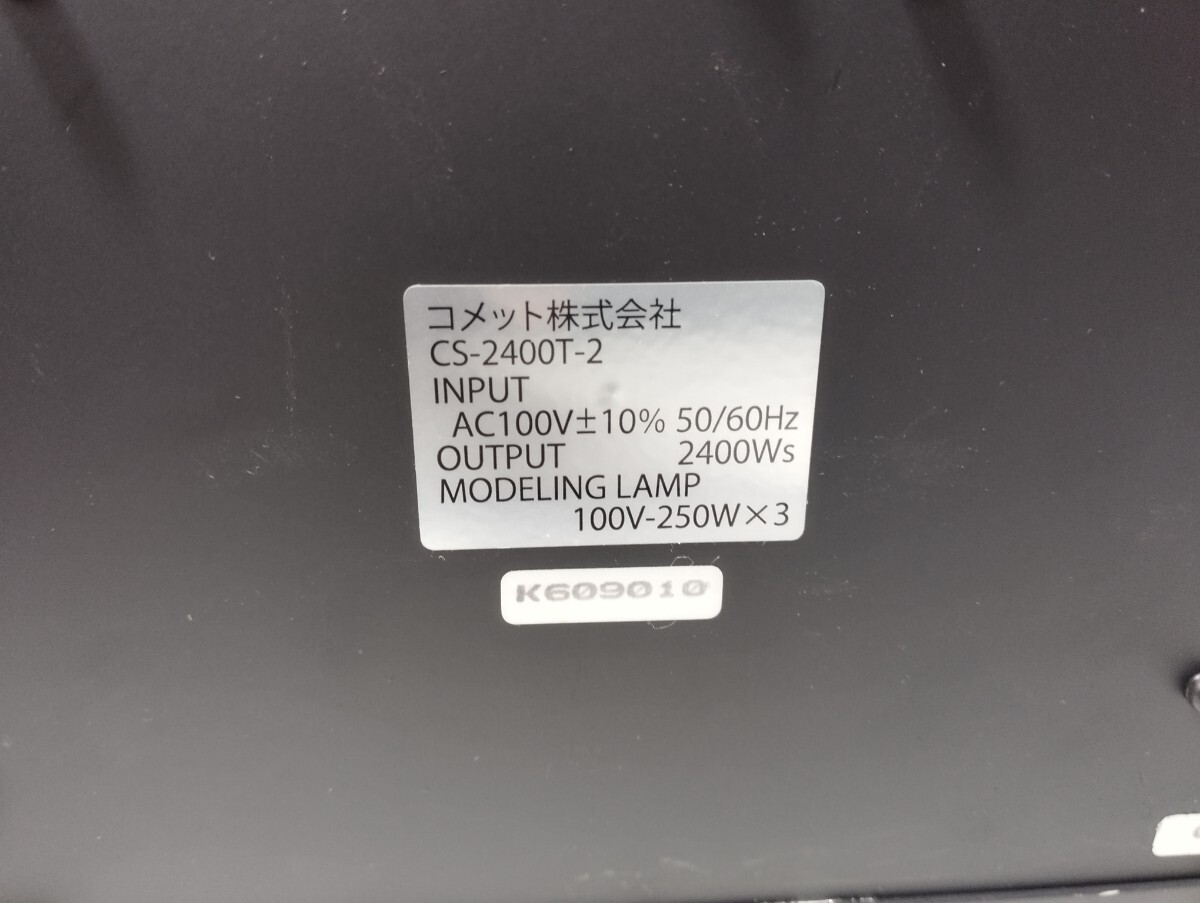 コメット株式会社
CS-2400T-2
INPUT
AC100V±10% 50/60Hz
OUTPUT 2400Ws
MODELING LAMP
100V-250W×3
K609010